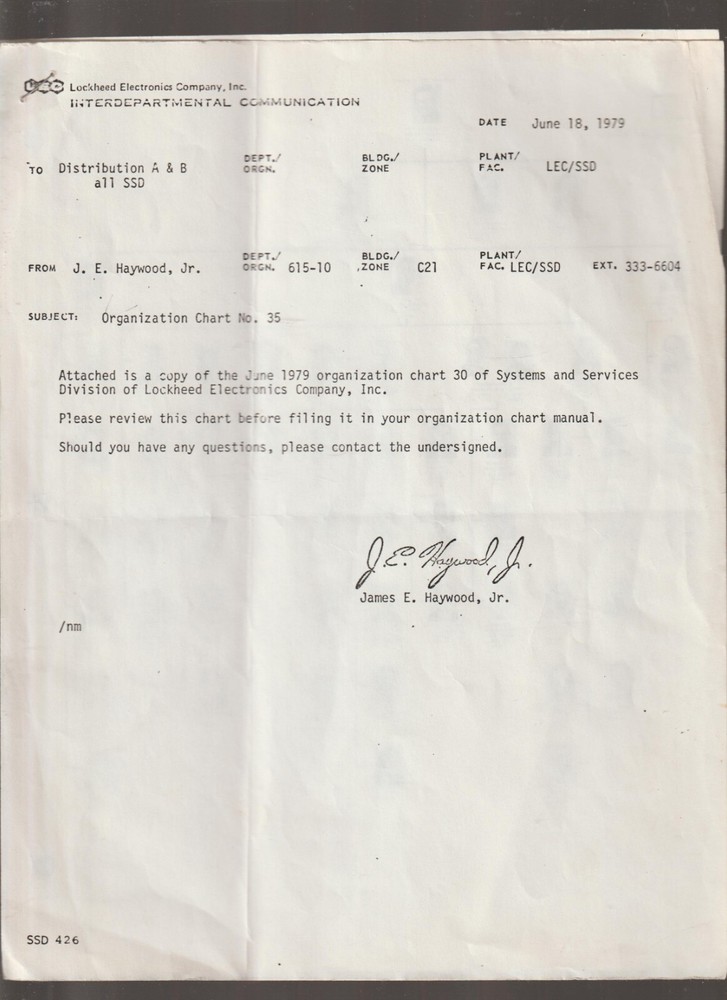 LEC Lockheed Electronics Company, Inc.
INTERDEPARTMENTAL COMMUNICATION
DATE June 18, 1979
TO Distribution A & B DEPT./ORGN. BLDG./ZONE PLANT/FAC. LEC/SSD
all SSD
FROM J. E. Haywood, Jr. DEPT./ORGN. 615-10 BLDG./ZONE C21 PLANT/FAC. LEC/SSD EXT. 333-6604
SUBJECT: Organization Chart No. 35
Attached is a copy of the June 1979 organization chart 30 of Systems and Services
Division of Lockheed Electronics Company, Inc.
Please review this chart before filing it in your organization chart manual.
Should you have any questions, please contact the undersigned.
J.E. Haywood, Jr.
James E. Haywood, Jr.
/nm
SSD 426